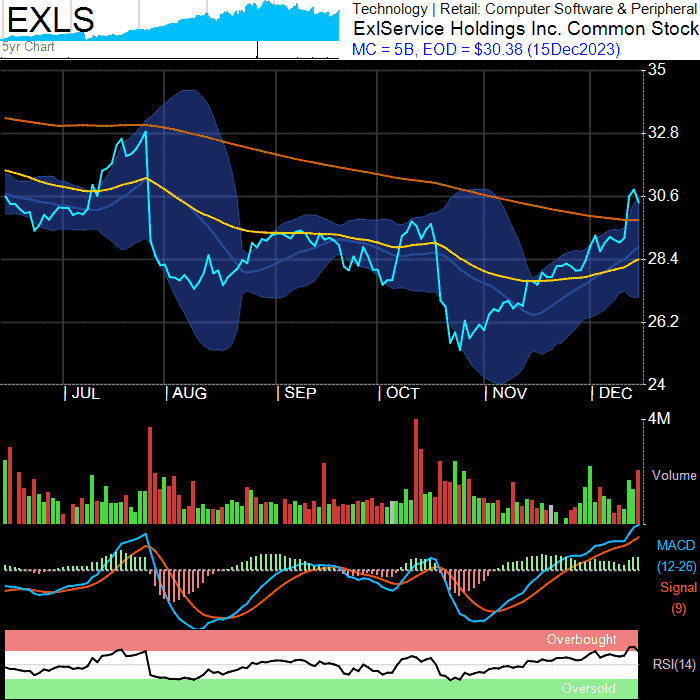 EXLS
5yr Chart
Technology | Retail: Computer Software & Peripheral
ExlService Holdings Inc. Common Stock
MC = 5B, EOD = $30.38 (15Dec2023)
35
32.8
30.6
28.4
26.2
24
| JUL | AUG | SEP | OCT | NOV | DEC
4M
Volume
MACD
(12-26)
Signal
(9)
Overbought
RSI(14)
Oversold